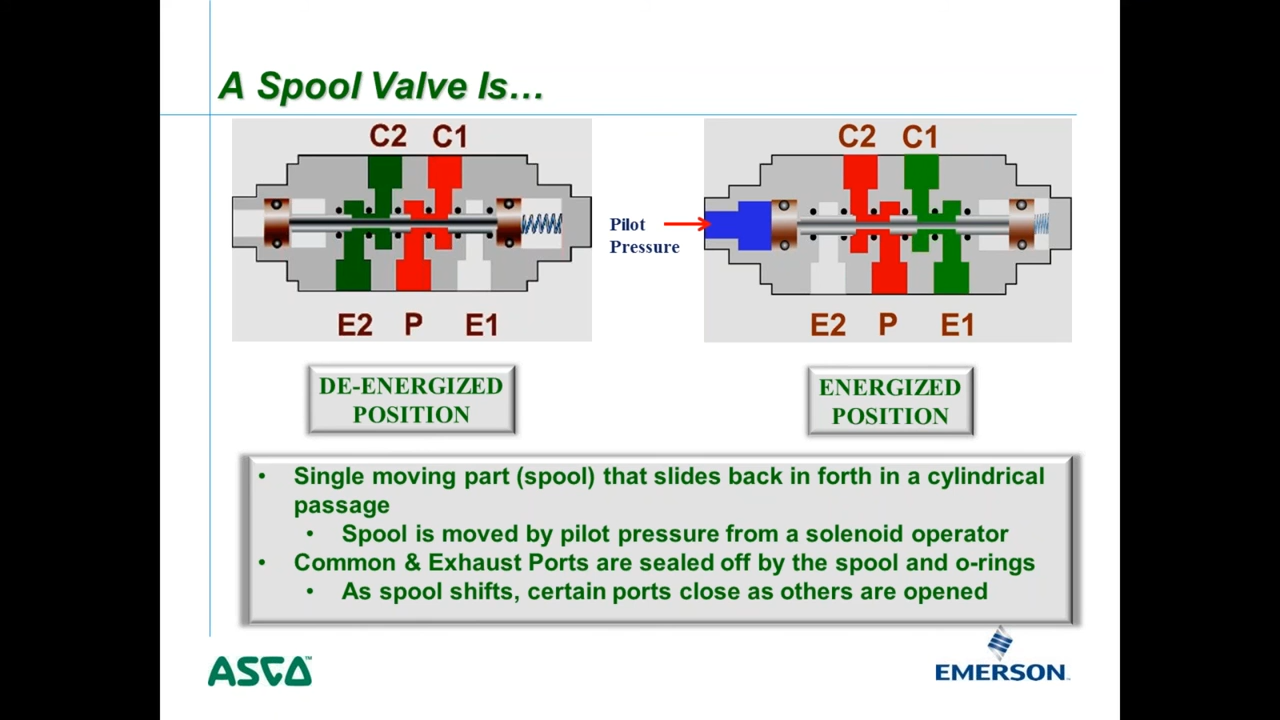 A Spool Valve Is…
C2 C1
C2 C1
Pilot
Pressure
E2 P E1
E2 P E1
DE-ENERGIZED
POSITION
ENERGIZED
POSITION
• Single moving part (spool) that slides back in forth in a cylindrical
passage
• Spool is moved by pilot pressure from a solenoid operator
• Common & Exhaust Ports are sealed off by the spool and o-rings
• As spool shifts, certain ports close as others are opened
ASCO™
EMERSON™